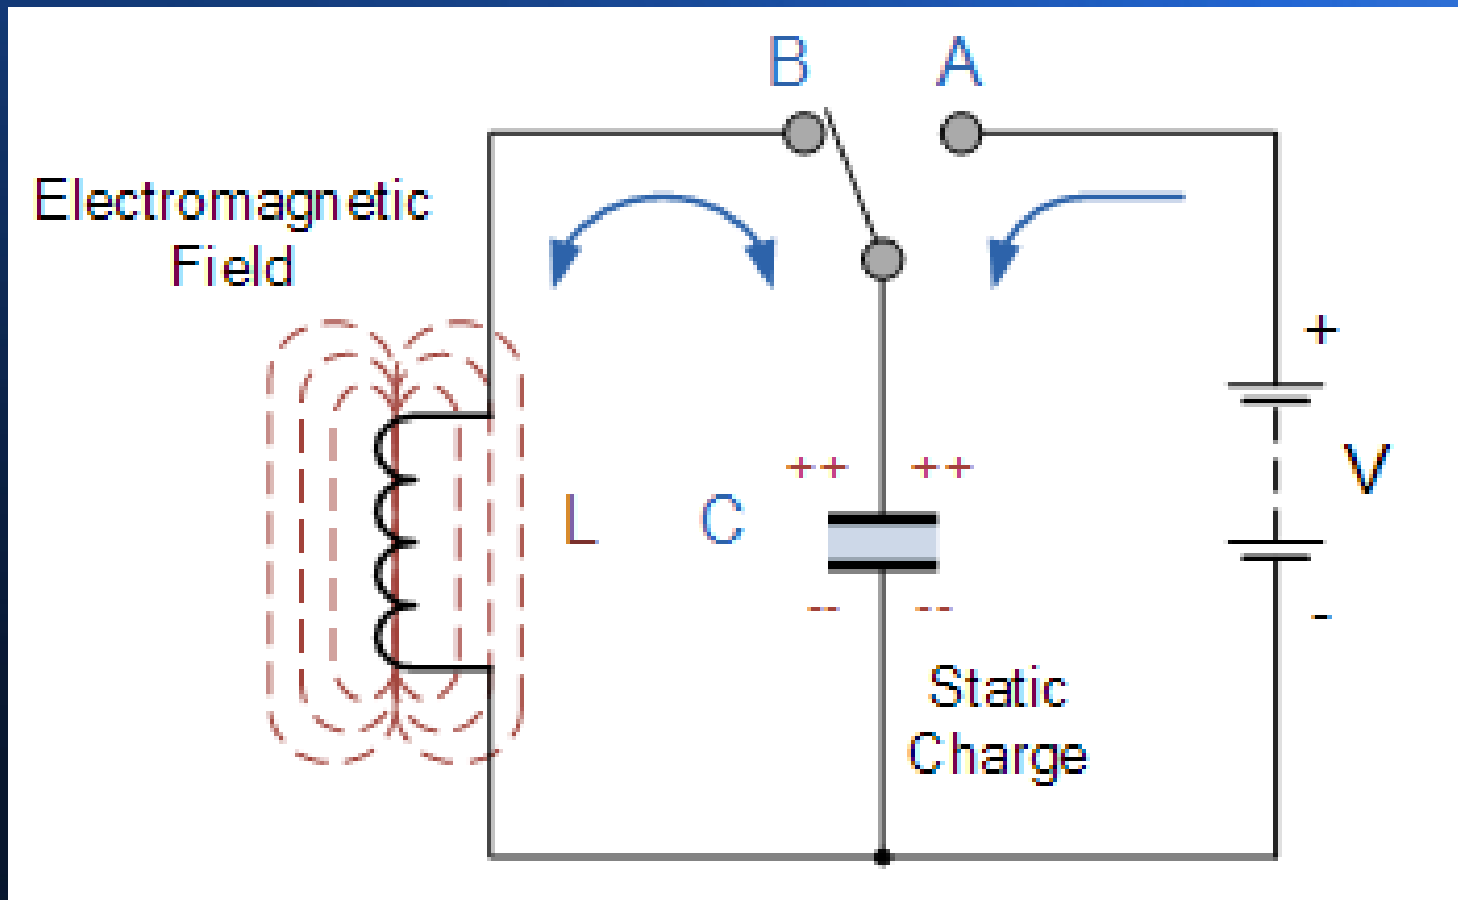 B A
Electromagnetic
Field
+
++ ++
L C V
-- --
-
Static
Charge